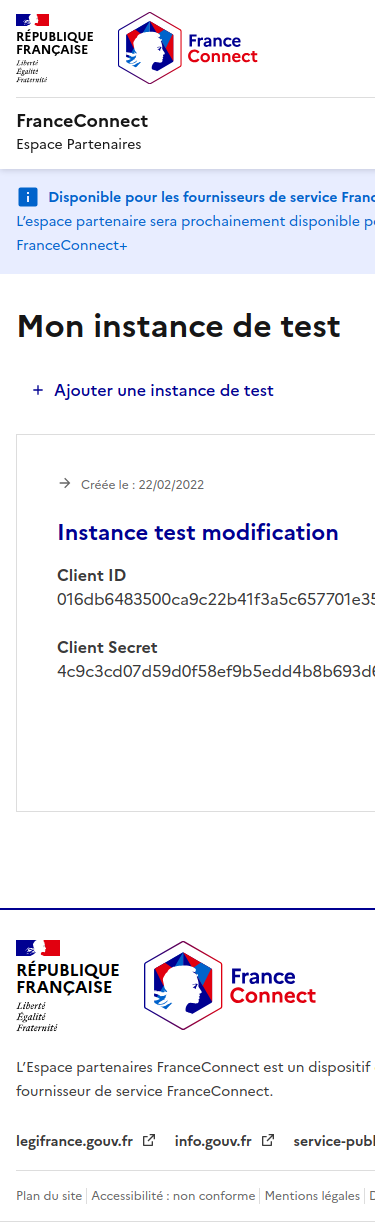 RÉPUBLIQUE
FRANÇAISE
Liberté
Égalité
Fraternité
France
Connect
FranceConnect
Espace Partenaires
Disponible pour les fournisseurs de service
L’espace partenaire sera prochainement disponible
FranceConnect+
Mon instance de test
+ Ajouter une instance de test
→ Créée le : 22/02/2022
Instance test modification
Client ID
016db6483500ca9c22b41f3a5c657701e35
Client Secret
4c9c3cd07d59d0f58ef9b5edd4b8b693d6
RÉPUBLIQUE
FRANÇAISE
Liberté
Égalité
Fraternité
France
Connect
L’Espace partenaires FranceConnect est un dispositif
fournisseur de service FranceConnect.
legifrance.gouv.fr info.gouv.fr service-publ
Plan du site Accessibilité : non conforme Mentions légales D